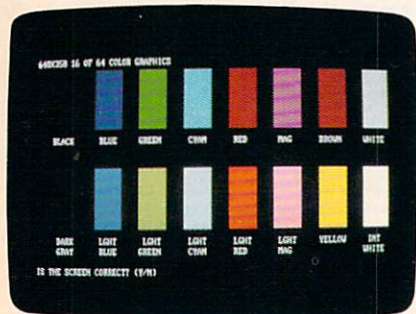 640X350 16 OF 64 COLOR GRAPHICS
BLACK BLUE GREEN CYAN RED MAG BROWN WHITE
DARK LGHT LGHT LGHT LGHT LGHT YELLOW INT
GRAY BLUE GREEN CYAN RED MAG WHITE
IS THE SCREEN CORRECT? (Y/N)